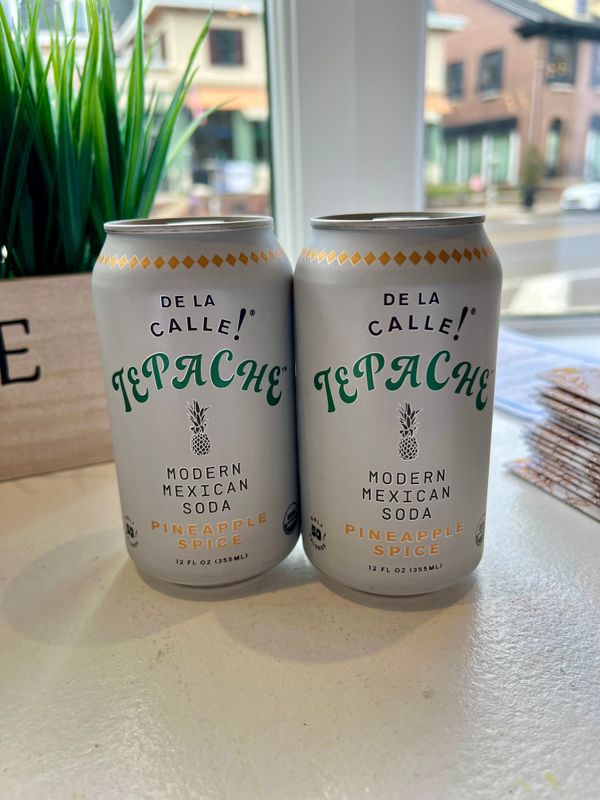 E
DE LA
CALLE!®
TEPACHE™
MODERN
MEXICAN
SODA
PINEAPPLE
SPICE
12 FL OZ (355ML)
DE LA
CALLE!®
TEPACHE
MODERN
MEXICAN
SODA
PINEAPPLE
SPICE
12 FL OZ (355ML)